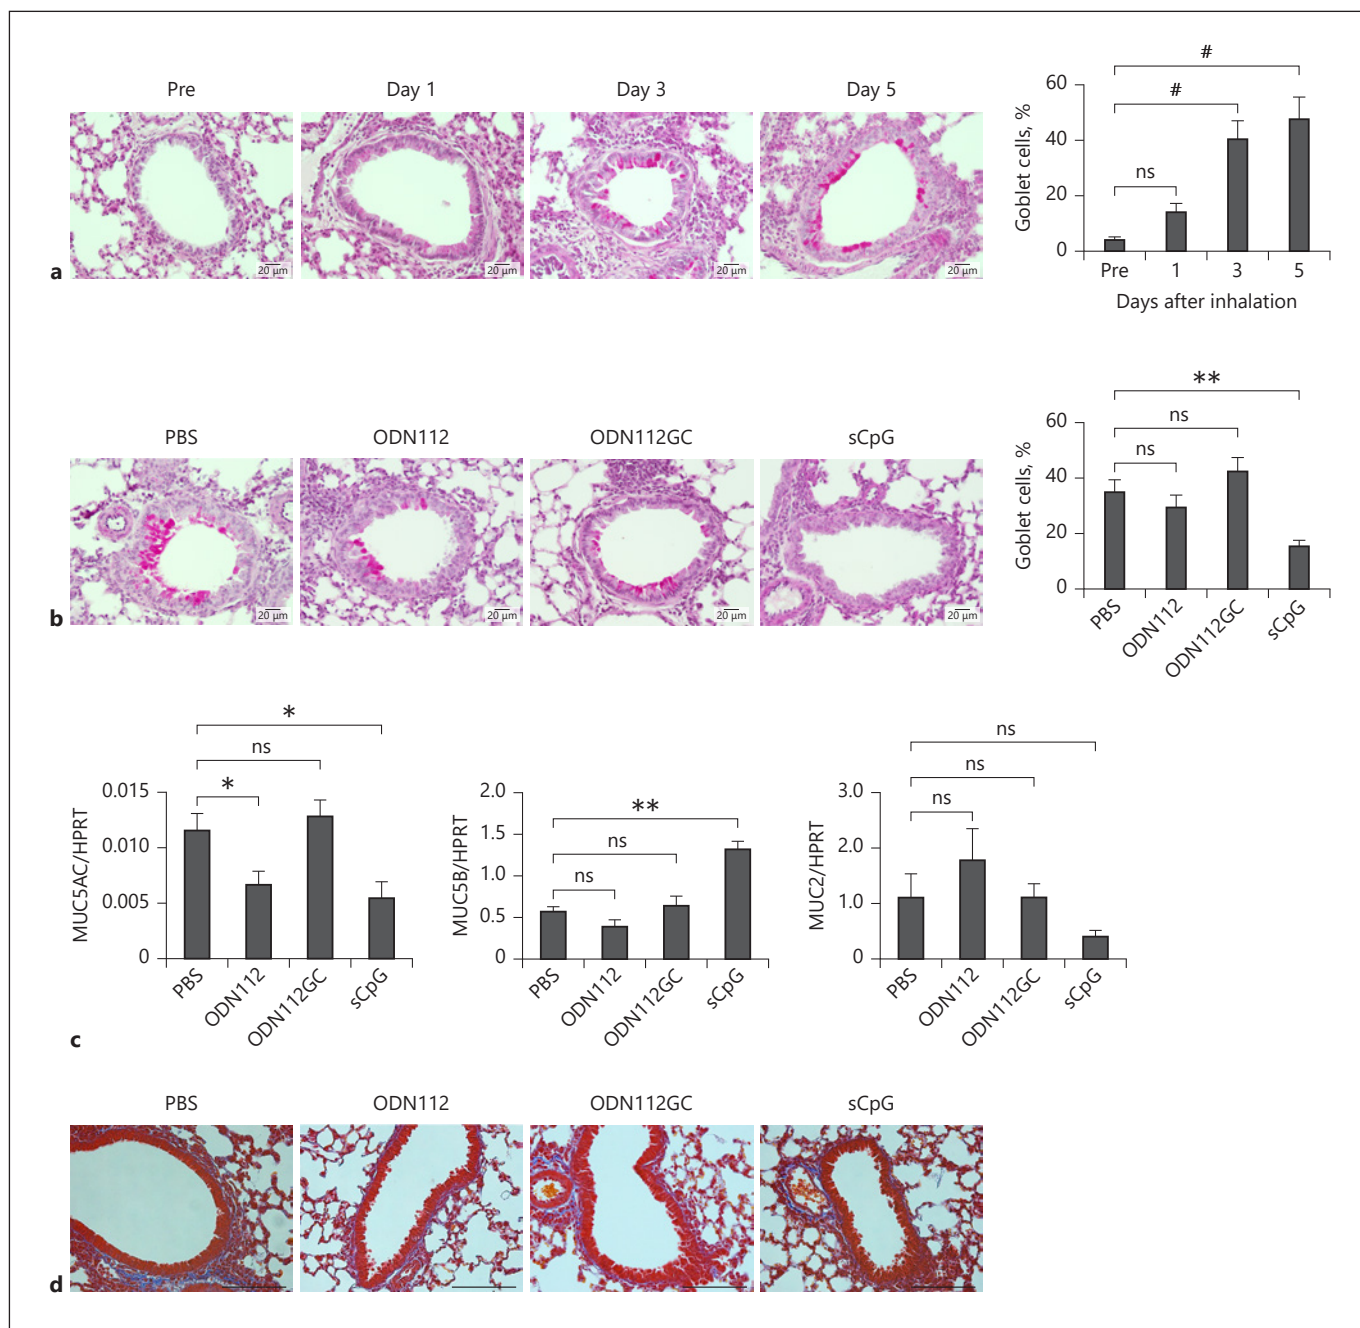 Pre
Day 1
Day 3
Day 5
20 µm
20 µm
20 µm
20 µm
a
#
#
ns
Goblet cells, %
60
40
20
0
Pre
1
3
5
Days after inhalation
PBS
ODN112
ODN112GC
sCpG
20 µm
20 µm
20 µm
20 µm
b
**
ns
ns
Goblet cells, %
60
40
20
0
PBS
ODN112
ODN112GC
sCpG
*
ns
*
MUC5AC/HPRT
0.015
0.010
0.005
0
PBS
ODN112
ODN112GC
sCpG
**
ns
ns
MUC5B/HPRT
2.0
1.5
1.0
0.5
0
PBS
ODN112
ODN112GC
sCpG
ns
ns
ns
MUC2/HPRT
3.0
2.0
1.0
0
PBS
ODN112
ODN112GC
sCpG
c
PBS
ODN112
ODN112GC
sCpG
d